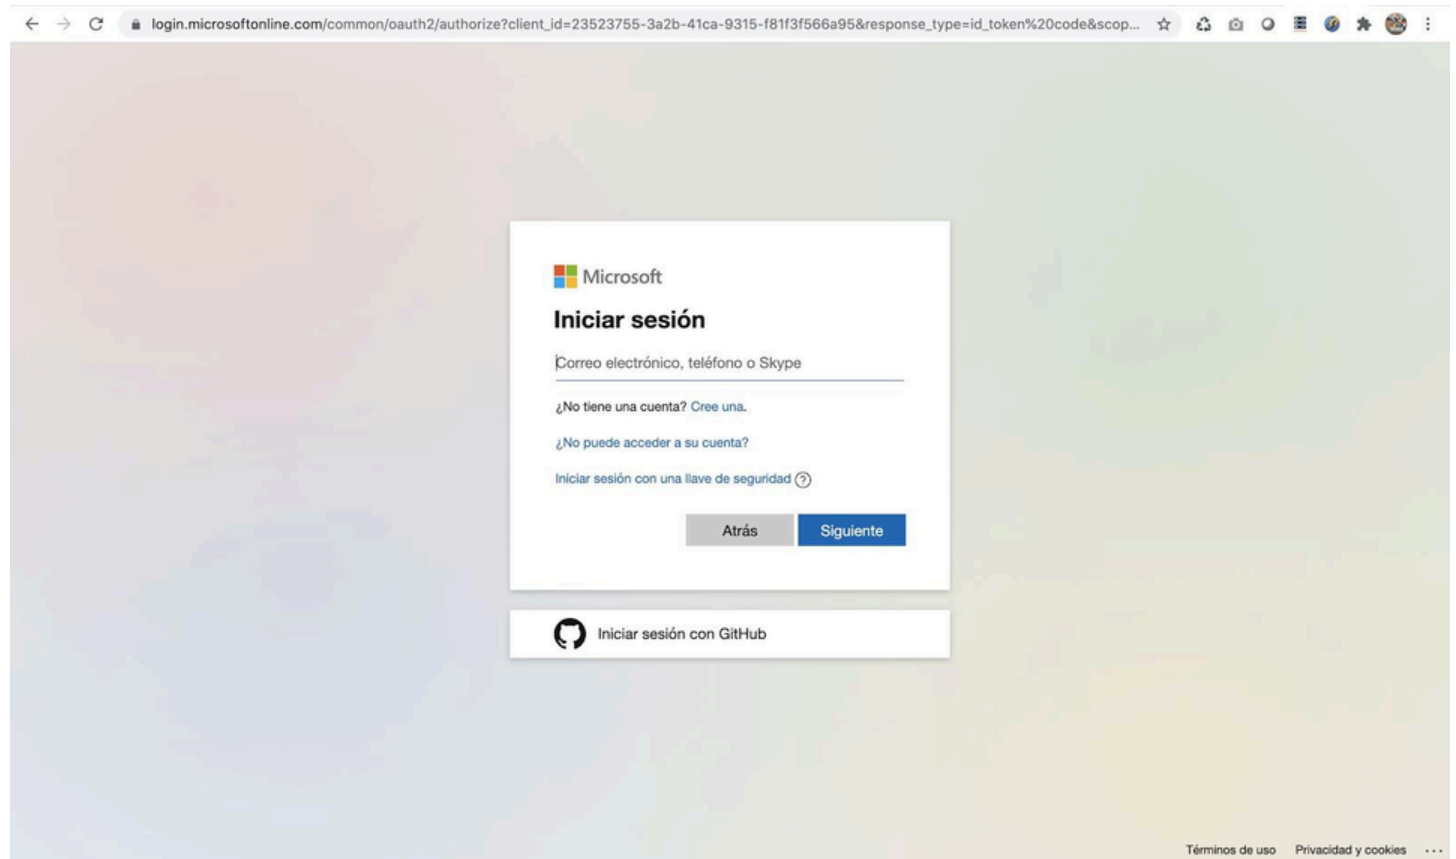 login.microsoftonline.com/common/oauth2/authorize?client_id=23523755-3a2b-41ca-9315-f81f3f566a95&response_type=id_token%20code&scop...
Microsoft
Iniciar sesión
Correo electrónico, teléfono o Skype
¿No tiene una cuenta? Cree una.
¿No puede acceder a su cuenta?
Iniciar sesión con una llave de seguridad ?
Atrás Siguiente
Iniciar sesión con GitHub
Términos de uso Privacidad y cookies ...